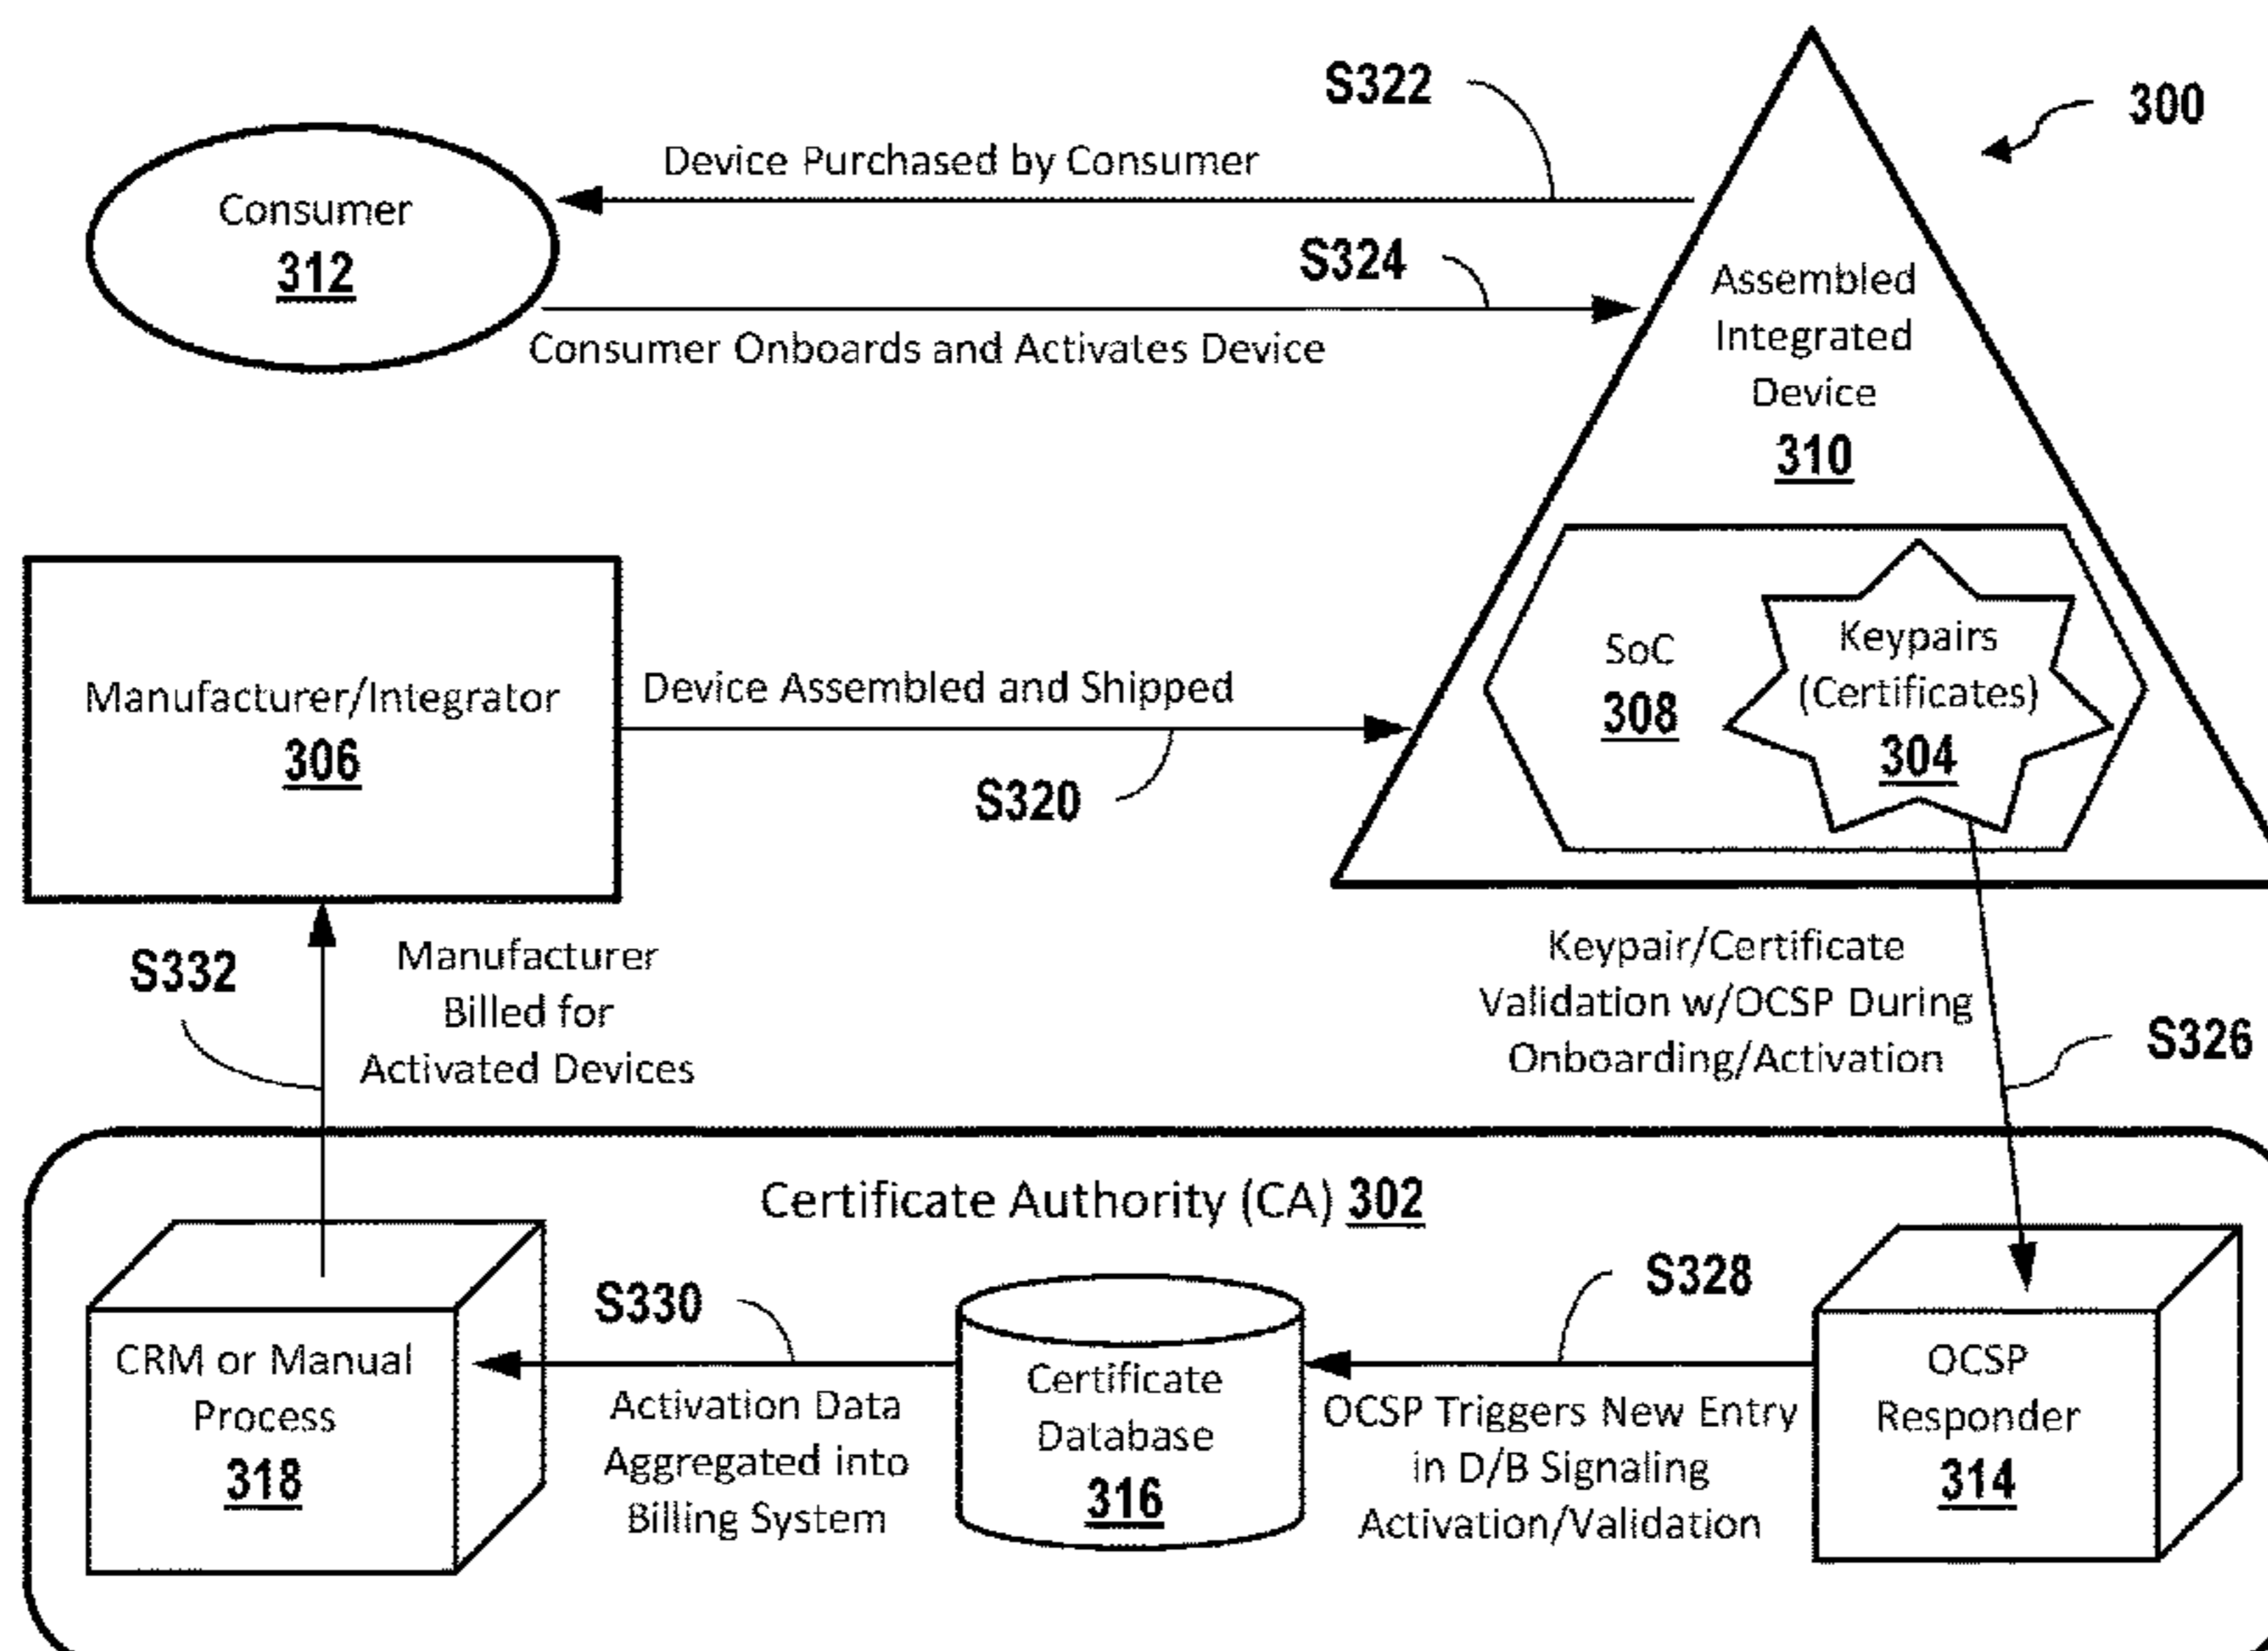 S322
300
Device Purchased by Consumer
Consumer
312
S324
Consumer Onboards and Activates Device
Assembled
Integrated
Device
310
Manufacturer/Integrator
306
Device Assembled and Shipped
S320
SoC
308
Keypairs
(Certificates)
304
S332
Manufacturer
Billed for
Activated Devices
Keypair/Certificate
Validation w/OCSP During
Onboarding/Activation
S326
Certificate Authority (CA) 302
CRM or Manual
Process
318
S330
Activation Data
Aggregated into
Billing System
Certificate
Database
316
S328
OCSP Triggers New Entry
in D/B Signaling
Activation/Validation
OCSP
Responder
314